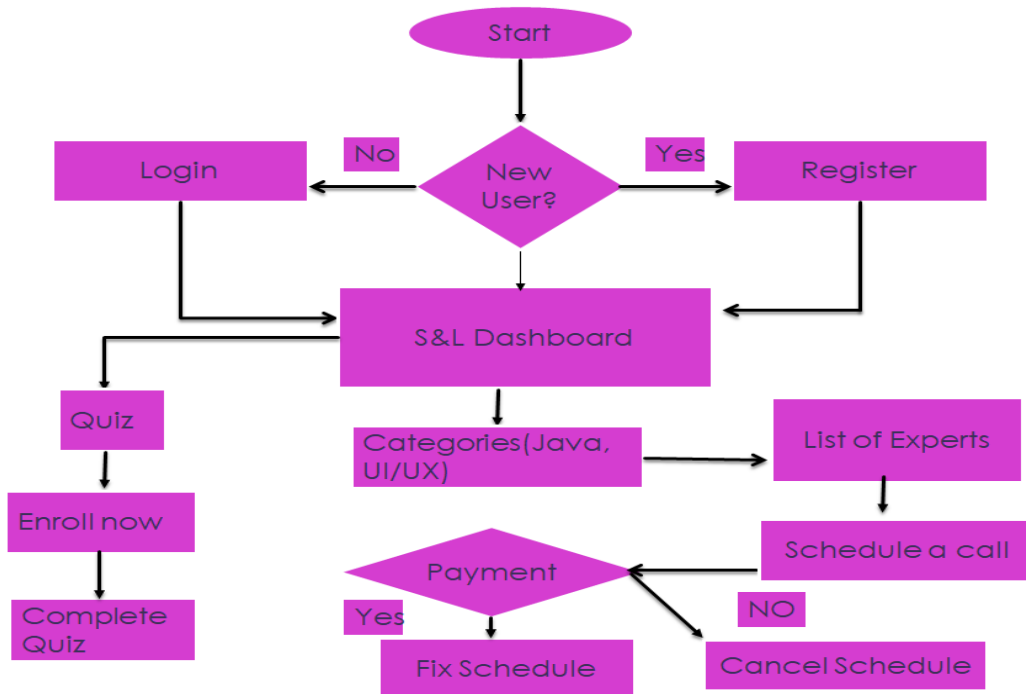 Start
No
Yes
Login
New
User?
Register
S&L Dashboard
Quiz
Categories(Java,
UI/UX)
List of Experts
Enroll now
Schedule a call
Payment
Complete
Quiz
Yes
NO
Fix Schedule
Cancel Schedule